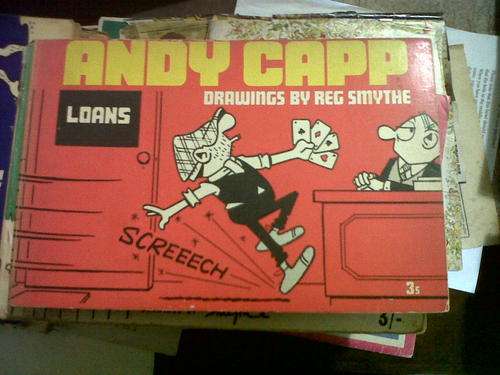 ANDY CAPP
DRAWINGS BY REG SMYTHE
LOANS
SCREEECH
3s
3/-